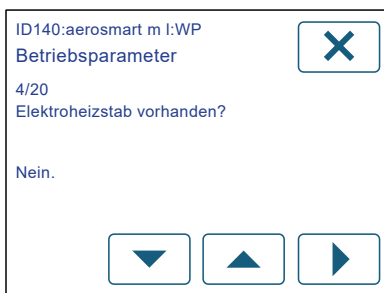 ID140:aerosmart m l:WP
Betriebsparameter
4/20
Elektroheizstab vorhanden?
Nein.